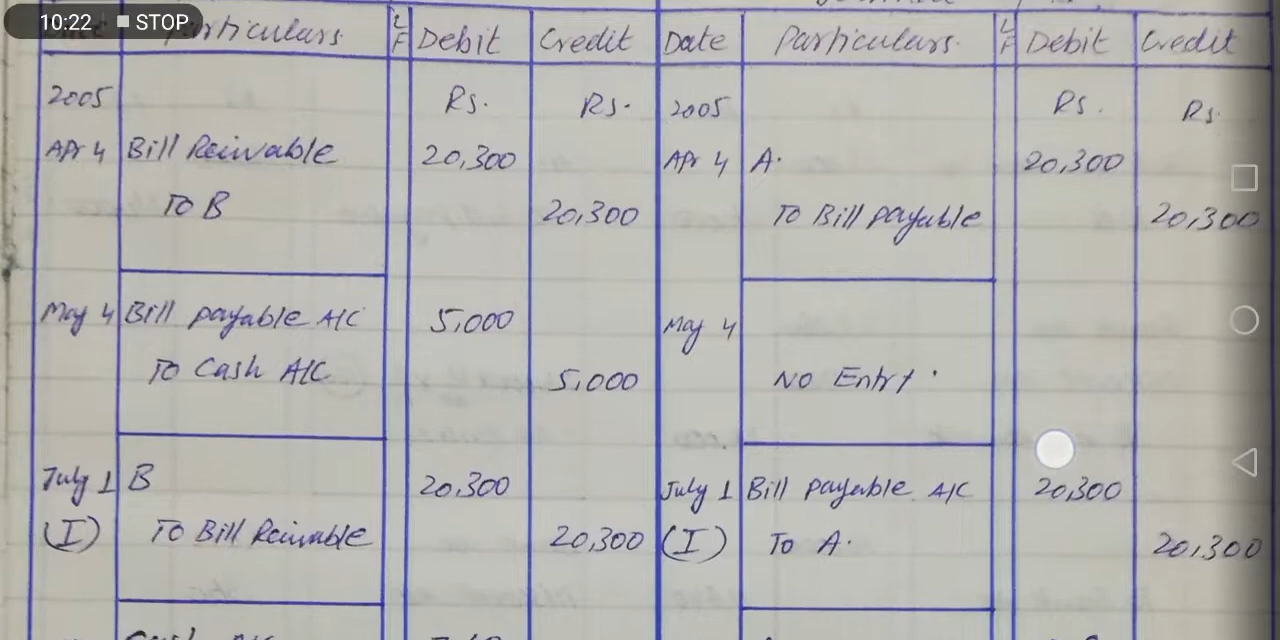 10:22 STOP
Particulars L F Debit Credit Date Particulars. L F Debit Credit
2005 Rs. Rs. 2005 Rs. Rs.
Apr 4 Bill Reivable 20,300 Apr 4 A. 20,300
To B 20,300 To Bill payable 20,300
May 4 Bill payable A/C 5,000 May 4
To Cash A/C 5,000 No Entry.
July 1 B 20,300 July 1 Bill payable A/C 20,300
(I) To Bill Reivable 20,300 (I) To A. 20,300